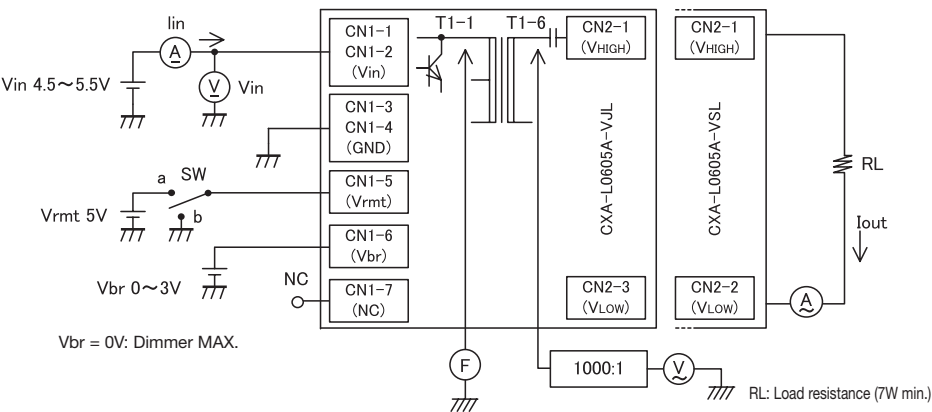 Iin
A
Vin 4.5～5.5V
V
Vin
CN1-1
CN1-2
(Vin)
CN1-3
CN1-4
(GND)
a
SW
b
Vrmt 5V
CN1-5
(Vrmt)
CN1-6
(Vbr)
Vbr 0～3V
NC
CN1-7
(NC)
Vbr = 0V: Dimmer MAX.
T1-1
T1-6
CN2-1
(VHIGH)
CXA-L0605A-VJL
CN2-3
(VLOW)
CN2-1
(VHIGH)
CXA-L0605A-VSL
CN2-2
(VLOW)
RL
Iout
A
F
1000:1
V
RL: Load resistance (7W min.)